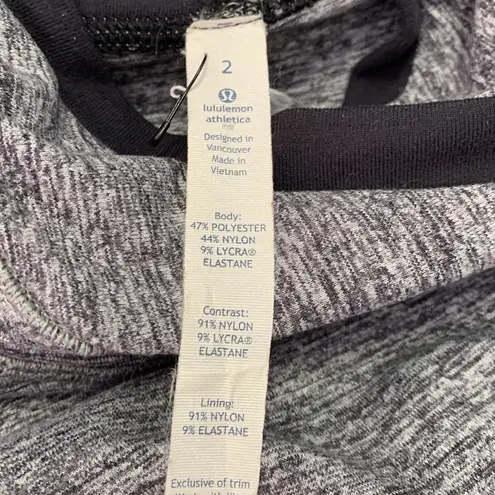 2
lululemon
athletica
Designed in
Vancouver
Made in
Vietnam
Body:
47% POLYESTER
44% NYLON
9% LYCRA®
ELASTANE
Contrast:
91% NYLON
9% LYCRA®
ELASTANE
Lining:
91% NYLON
9% ELASTANE
Exclusive of trim